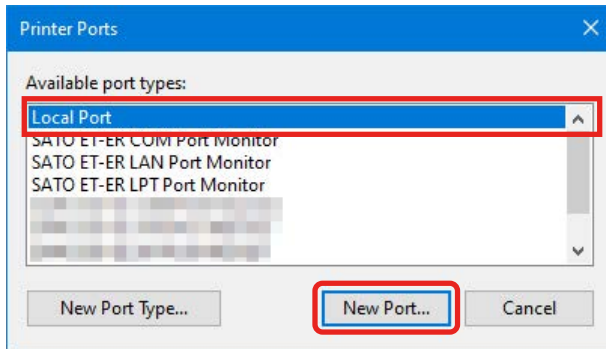 Printer Ports
Available port types:
Local Port
SATO ET-ER COM Port Monitor
SATO ET-ER LAN Port Monitor
SATO ET-ER LPT Port Monitor
New Port Type...
New Port...
Cancel